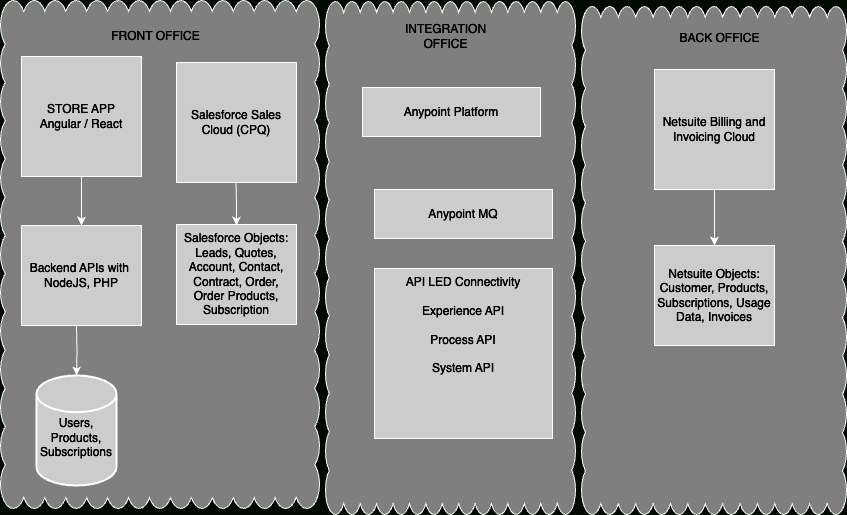 FRONT OFFICE
STORE APP
Angular / React
Salesforce Sales
Cloud (CPQ)
Backend APIs with
NodeJS, PHP
Salesforce Objects:
Leads, Quotes,
Account, Contact,
Contract, Order,
Order Products,
Subscription
Users,
Products,
Subscriptions
INTEGRATION
OFFICE
Anypoint Platform
Anypoint MQ
API LED Connectivity
Experience API
Process API
System API
BACK OFFICE
Netsuite Billing and
Invoicing Cloud
Netsuite Objects:
Customer, Products,
Subscriptions, Usage
Data, Invoices